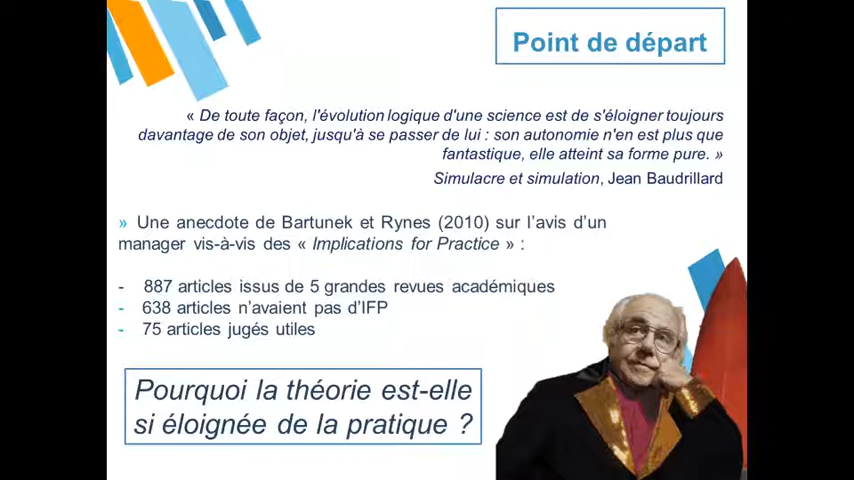 Point de départ
« De toute façon, l'évolution logique d'une science est de s'éloigner toujours
davantage de son objet, jusqu'à se passer de lui : son autonomie n'en est plus que
fantastique, elle atteint sa forme pure. »
Simulacre et simulation, Jean Baudrillard
» Une anecdote de Bartunek et Rynes (2010) sur l'avis d'un
manager vis-à-vis des « Implications for Practice » :
- 887 articles issus de 5 grandes revues académiques
- 638 articles n'avaient pas d'IFP
- 75 articles jugés utiles
Pourquoi la théorie est-elle
si éloignée de la pratique ?